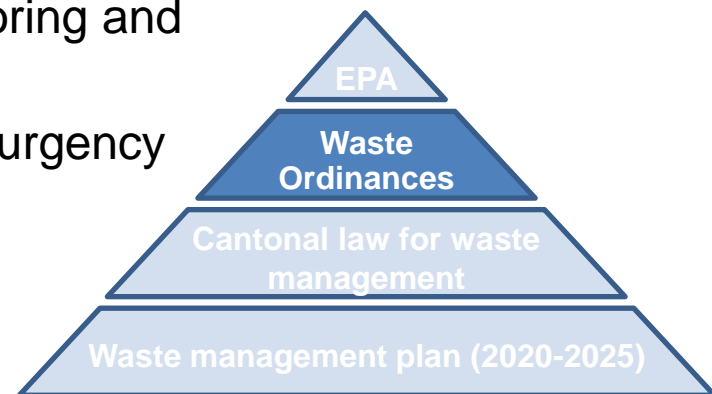 oring and
urgency
EPA
Waste
Ordinances
Cantonal law for waste
management
Waste management plan (2020-2025)